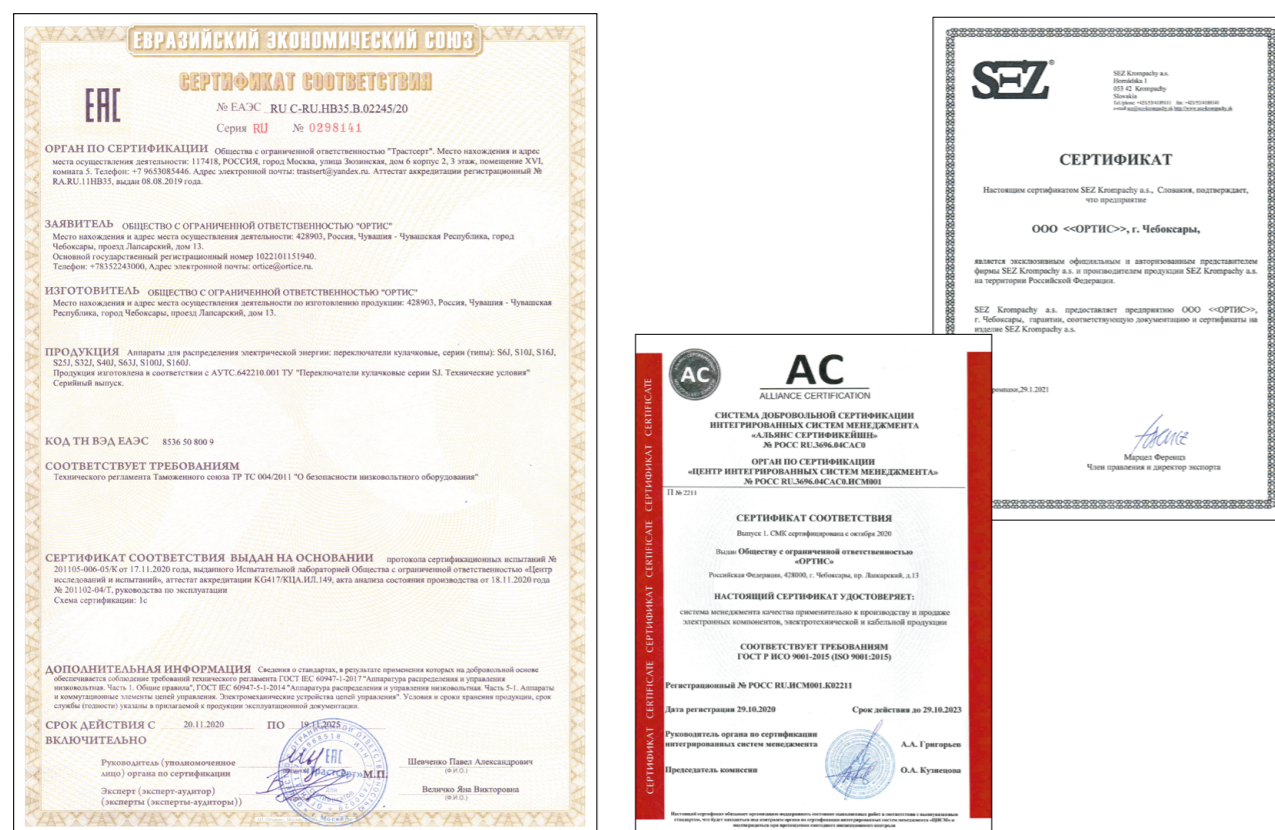 ЕВРАЗИЙСКИЙ ЭКОНОМИЧЕСКИЙ СОЮЗ
СЕРТИФИКАТ СООТВЕТСТВИЯ
ЕАС
№ ЕАЭС RU С-RU.НВ35.В.02245/20
Серия RU № 0298141
ОРГАН ПО СЕРТИФИКАЦИИ Общества с ограниченной ответственностью "Трастсерт". Место нахождения и адрес
места осуществления деятельности: 117418, РОССИЯ, город Москва, улица Зюзинская, дом 6 корпус 2, 3 этаж, помещение XVI,
комната 5. Телефон: +7 9653085446. Адрес электронной почты: trastsert@yandex.ru. Аттестат аккредитации регистрационный №
RA.RU.11НВ35, выдан 08.08.2019 года.
ЗАЯВИТЕЛЬ ОБЩЕСТВО С ОГРАНИЧЕННОЙ ОТВЕТСТВЕННОСТЬЮ "ОРТИС"
Место нахождения и адрес места осуществления деятельности: 428903, Россия, Чувашия - Чувашская Республика, город
Чебоксары, проезд Лапсарский, дом 13.
Основной государственный регистрационный номер 1022101151940.
Телефон: +78352243000, Адрес электронной почты: ortice@ortice.ru.
ИЗГОТОВИТЕЛЬ ОБЩЕСТВО С ОГРАНИЧЕННОЙ ОТВЕТСТВЕННОСТЬЮ "ОРТИС"
Место нахождения и адрес места осуществления деятельности по изготовлению продукции: 428903, Россия, Чувашия - Чувашская
Республика, город Чебоксары, проезд Лапсарский, дом 13.
ПРОДУКЦИЯ Аппараты для распределения электрической энергии: переключатели кулачковые, серии (типы): S6J, S10J, S16J,
S25J, S32J, S40J, S63J, S100J, S160J.
Продукция изготовлена в соответствии с АУТС.642210.001 ТУ "Переключатели кулачковые серии SJ. Технические условия"
Серийный выпуск.
КОД ТН ВЭД ЕАЭС 8536 50 800 9
СООТВЕТСТВУЕТ ТРЕБОВАНИЯМ
Технического регламента Таможенного союза ТР ТС 004/2011 "О безопасности низковольтного оборудования"
СЕРТИФИКАТ СООТВЕТСТВИЯ ВЫДАН НА ОСНОВАНИИ протокола сертификационных испытаний №
201105-006-05/К от 17.11.2020 года, выданного Испытательной лабораторией Общества с ограниченной ответственностью «Центр
исследований и испытаний», аттестат аккредитации KG417/КЦА.ИЛ.149, акта анализа состояния производства от 18.11.2020 года
№ 201102-04/Т, руководства по эксплуатации
Схема сертификации: 1с
ДОПОЛНИТЕЛЬНАЯ ИНФОРМАЦИЯ Сведения о стандартах, в результате применения которых на добровольной основе
обеспечивается соблюдение требований технического регламента ГОСТ IEC 60947-1-2017 "Аппаратура распределения и управления
низковольтная. Часть 1. Общие правила", ГОСТ IEC 60947-5-1-2014 "Аппаратура распределения и управления низковольтная. Часть 5-1. Аппараты
и коммутационные элементы цепей управления. Электромеханические устройства цепей управления". Условия и сроки хранения продукции, срок
службы (годности) указаны в прилагаемой к продукции эксплуатационной документации.
СРОК ДЕЙСТВИЯ С 20.11.2020 ПО 19.11.2025
ВКЛЮЧИТЕЛЬНО
Руководитель (уполномоченное
лицо) органа по сертификации
М.П.
Шевченко Павел Александрович
(Ф.И.О.)
Эксперт (эксперт-аудитор)
(эксперты (эксперты-аудиторы))
Величко Яна Викторовна
(Ф.И.О.)
SEZ®
SEZ Krompachy a.s.
Hornádska 1
053 42 Krompachy
Slovakia
СЕРТИФИКАТ
Настоящим сертификатом SEZ Krompachy a.s., Словакия, подтверждает,
что предприятие
ООО <<ОРТИС>>, г. Чебоксары,
является эксклюзивным официальным и авторизованным представителем
фирмы SEZ Krompachy a.s. и производителем продукции SEZ Krompachy a.s.
на территории Российской Федерации.
SEZ Krompachy a.s. предоставляет предприятию ООО <<ОРТИС>>,
г. Чебоксары, гарантии, соответствующую документацию и сертификаты на
изделие SEZ Krompachy a.s.
29.1.2021
Марцел Ференцз
Член правления и директор экспорта
СЕРТИФИКАТ CERTIFICATE СЕРТИФИКАТ CERTIFICATE СЕРТИФИКАТ CERTIFICATE
AC
AC
ALLIANCE CERTIFICATION
СИСТЕМА ДОБРОВОЛЬНОЙ СЕРТИФИКАЦИИ
ИНТЕГРИРОВАННЫХ СИСТЕМ МЕНЕДЖМЕНТА
«АЛЬЯНС СЕРТИФИКЕЙШН»
№ РОСС RU.3696.04САС0
ОРГАН ПО СЕРТИФИКАЦИИ
«ЦЕНТР ИНТЕГРИРОВАННЫХ СИСТЕМ МЕНЕДЖМЕНТА»
№ РОСС RU.3696.04САС0.ИСМ001
П № 2211
СЕРТИФИКАТ СООТВЕТСТВИЯ
Выпуск 1. СМК сертифицирована с октября 2020
Выдан Обществу с ограниченной ответственностью
«ОРТИС»
Российская Федерация, 428000, г. Чебоксары, пр. Лапсарский, д.13
НАСТОЯЩИЙ СЕРТИФИКАТ УДОСТОВЕРЯЕТ:
система менеджмента качества применительно к производству и продаже
электронных компонентов, электротехнической и кабельной продукции
СООТВЕТСТВУЕТ ТРЕБОВАНИЯМ
ГОСТ Р ИСО 9001-2015 (ISO 9001:2015)
Регистрационный № РОСС RU.ИСМ001.К02211
Дата регистрации 29.10.2020 Срок действия до 29.10.2023
Руководитель органа по сертификации
интегрированных систем менеджмента А.А. Григорьев
Председатель комиссии О.А. Кузнецова